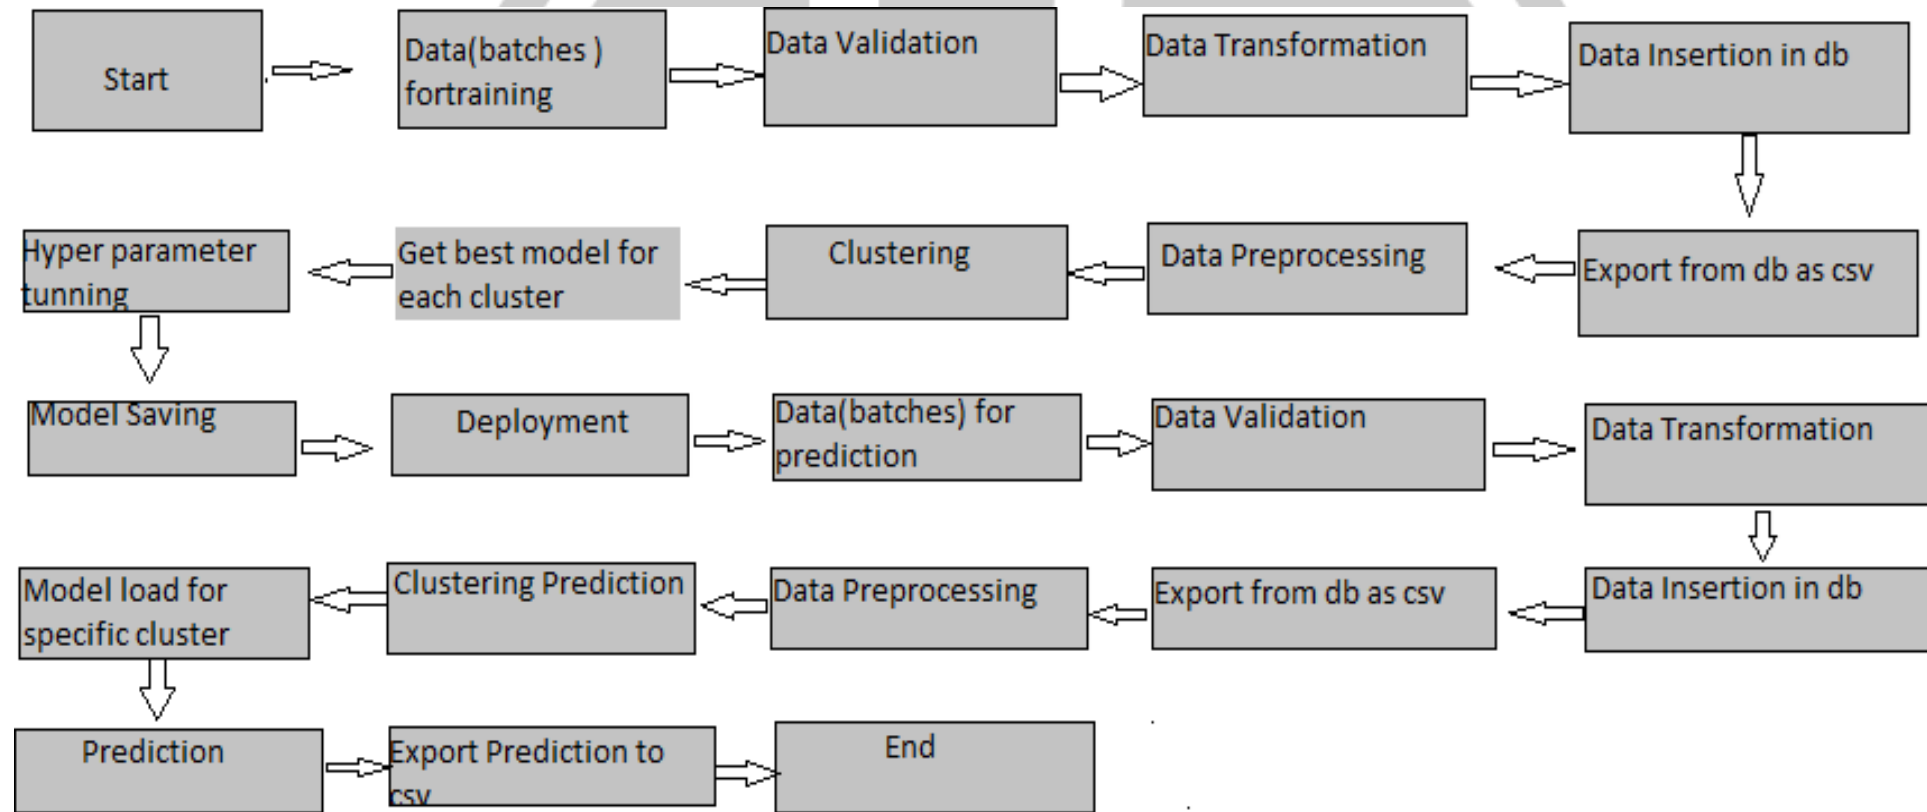 Start
Data(batches )
fortraining
Data Validation
Data Transformation
Data Insertion in db
Hyper parameter
tunning
Get best model for
each cluster
Clustering
Data Preprocessing
Export from db as csv
Model Saving
Deployment
Data(batches) for
prediction
Data Validation
Data Transformation
Model load for
specific cluster
Clustering Prediction
Data Preprocessing
Export from db as csv
Data Insertion in db
Prediction
Export Prediction to
csv
End